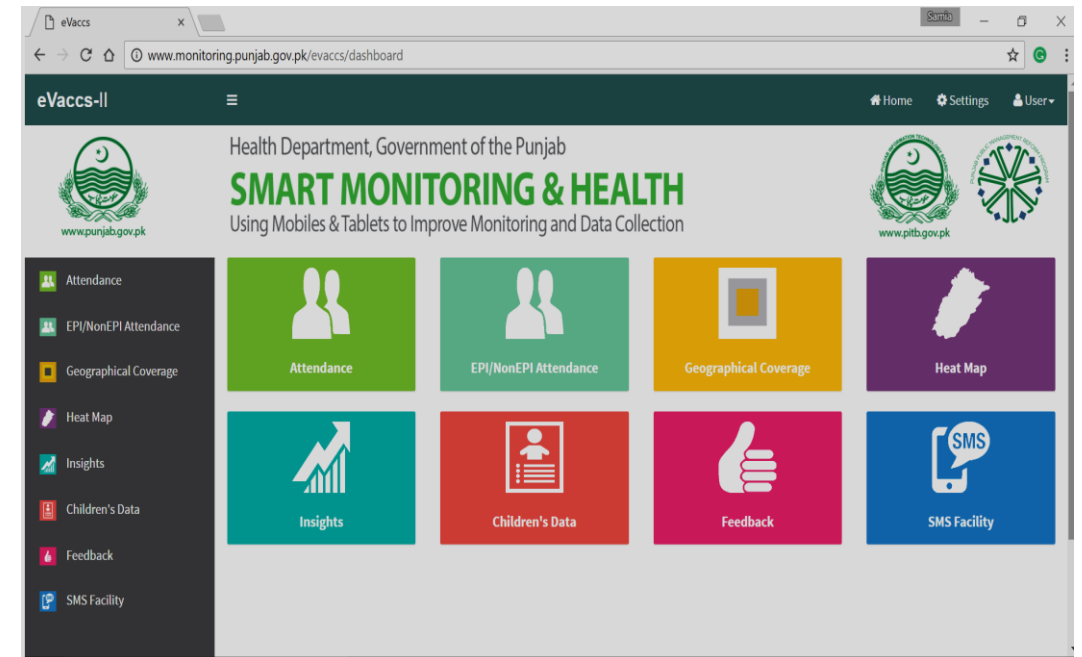 eVaccs
Samia
www.monitoring.punjab.gov.pk/evaccs/dashboard
eVaccs-II
Home
Settings
User
www.punjab.gov.pk
Health Department, Government of the Punjab
SMART MONITORING & HEALTH
Using Mobiles & Tablets to Improve Monitoring and Data Collection
www.pitb.gov.pk
Attendance
EPI/NonEPI Attendance
Geographical Coverage
Heat Map
Insights
Children's Data
Feedback
SMS Facility
Attendance
EPI/NonEPI Attendance
Geographical Coverage
Heat Map
Insights
Children's Data
Feedback
SMS
SMS Facility